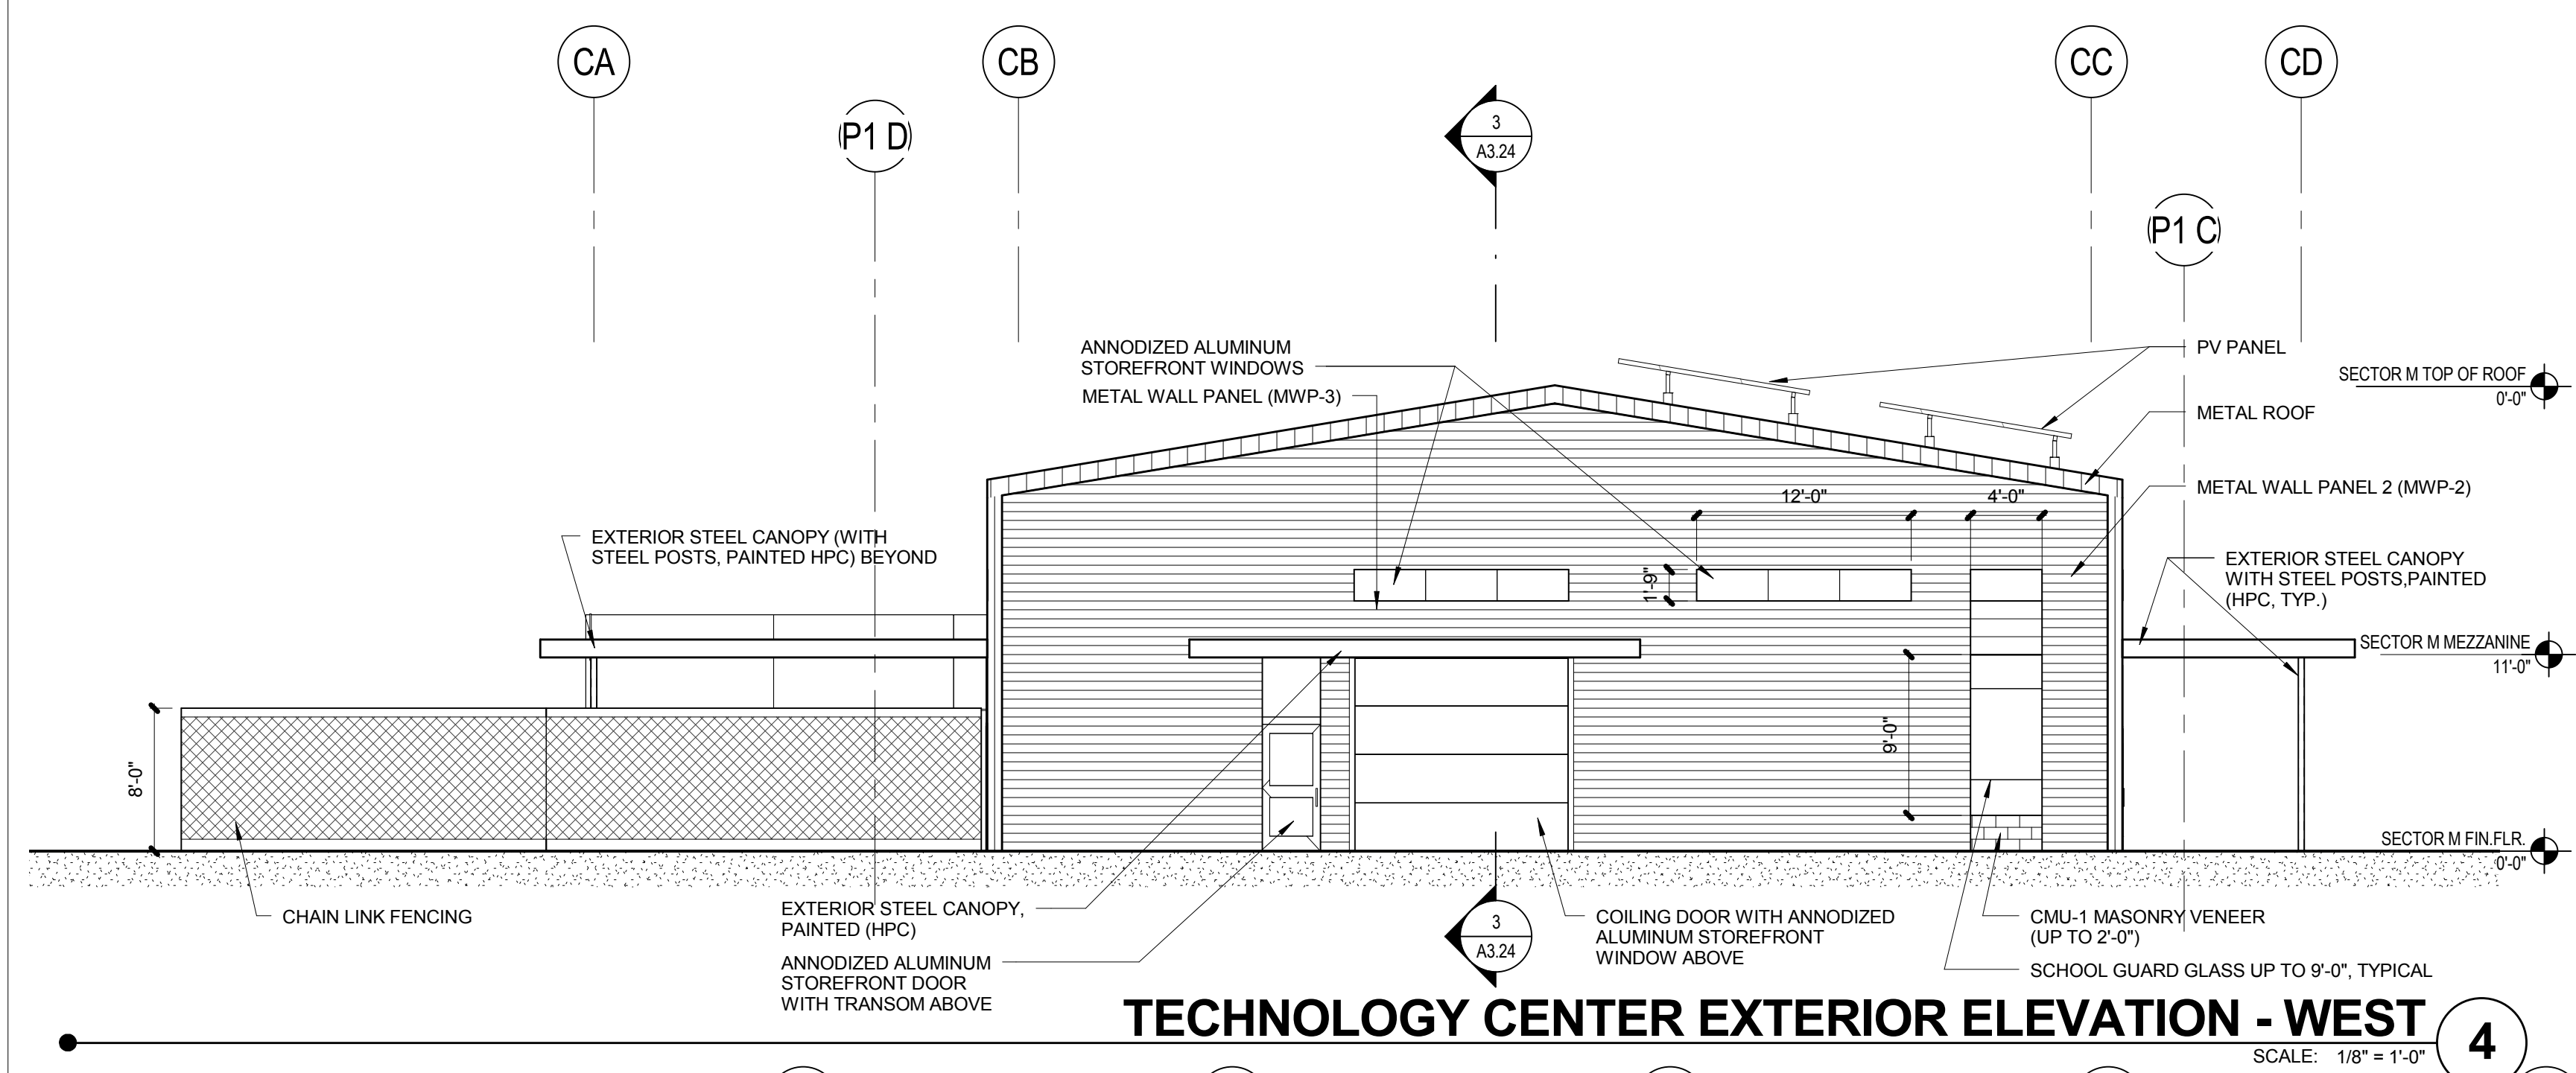 CA
CB
CC
CD
P1 D
3
A3.24
P1 C
ANNODIZED ALUMINUM
STOREFRONT WINDOWS
METAL WALL PANEL (MWP-3)
PV PANEL
SECTOR M TOP OF ROOF
0'-0"
METAL ROOF
METAL WALL PANEL 2 (MWP-2)
12'-0"
4'-0"
EXTERIOR STEEL CANOPY (WITH
STEEL POSTS, PAINTED HPC) BEYOND
EXTERIOR STEEL CANOPY
WITH STEEL POSTS,PAINTED
(HPC, TYP.)
1'-9"
SECTOR M MEZZANINE
11'-0"
9'-0"
8'-0"
SECTOR M FIN.FLR.
0'-0"
CHAIN LINK FENCING
EXTERIOR STEEL CANOPY,
PAINTED (HPC)
ANNODIZED ALUMINUM
STOREFRONT DOOR
WITH TRANSOM ABOVE
3
A3.24
COILING DOOR WITH ANNODIZED
ALUMINUM STOREFRONT
WINDOW ABOVE
CMU-1 MASONRY VENEER
(UP TO 2'-0")
SCHOOL GUARD GLASS UP TO 9'-0", TYPICAL
TECHNOLOGY CENTER EXTERIOR ELEVATION - WEST
4
SCALE: 1/8" = 1'-0"